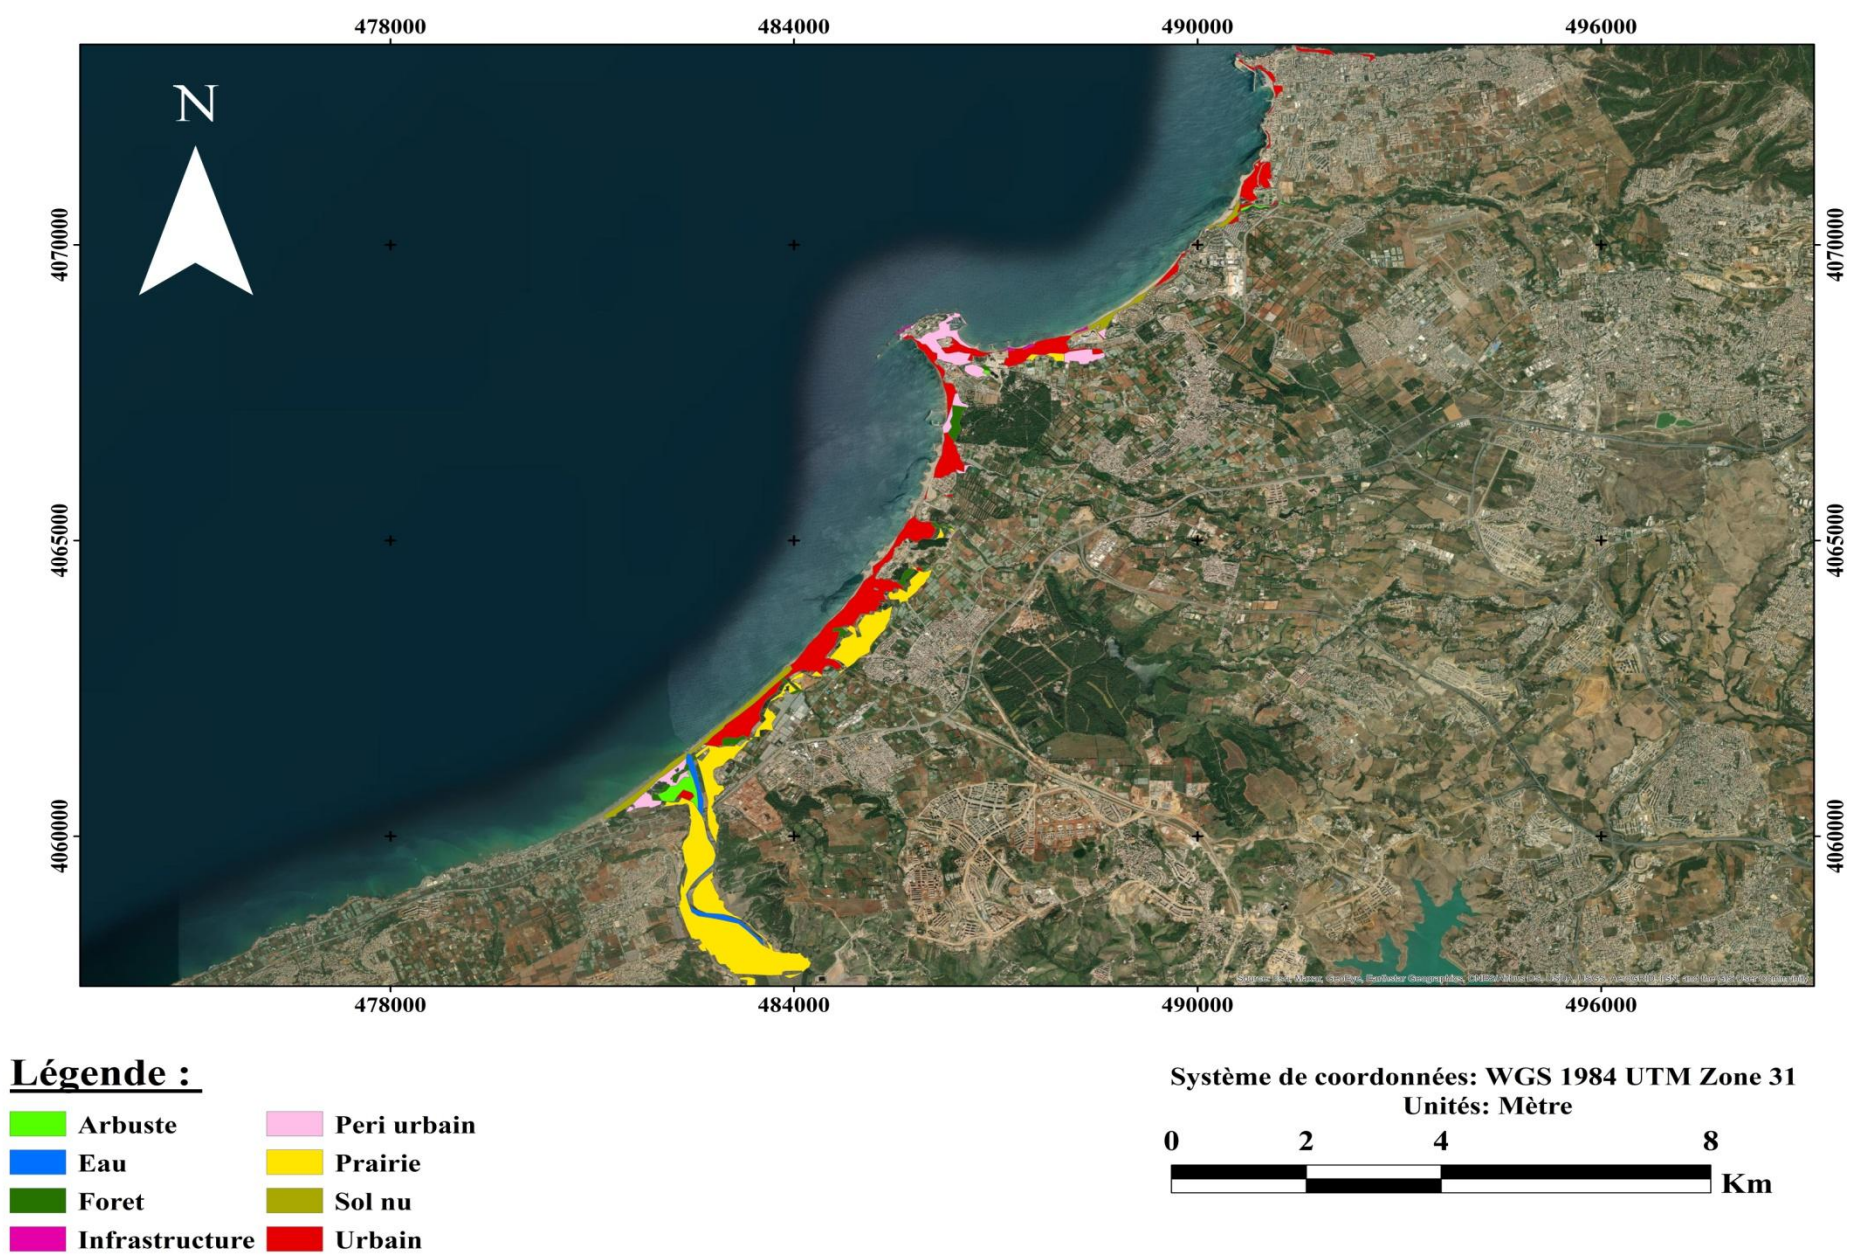 478000 484000 490000 496000
N
4070000 4070000
4065000 4065000
4060000 4060000
478000 484000 490000 496000
Légende :
Arbuste
Eau
Foret
Infrastructure
Peri urbain
Prairie
Sol nu
Urbain
Système de coordonnées: WGS 1984 UTM Zone 31
Unités: Mètre
0 2 4 8
Km